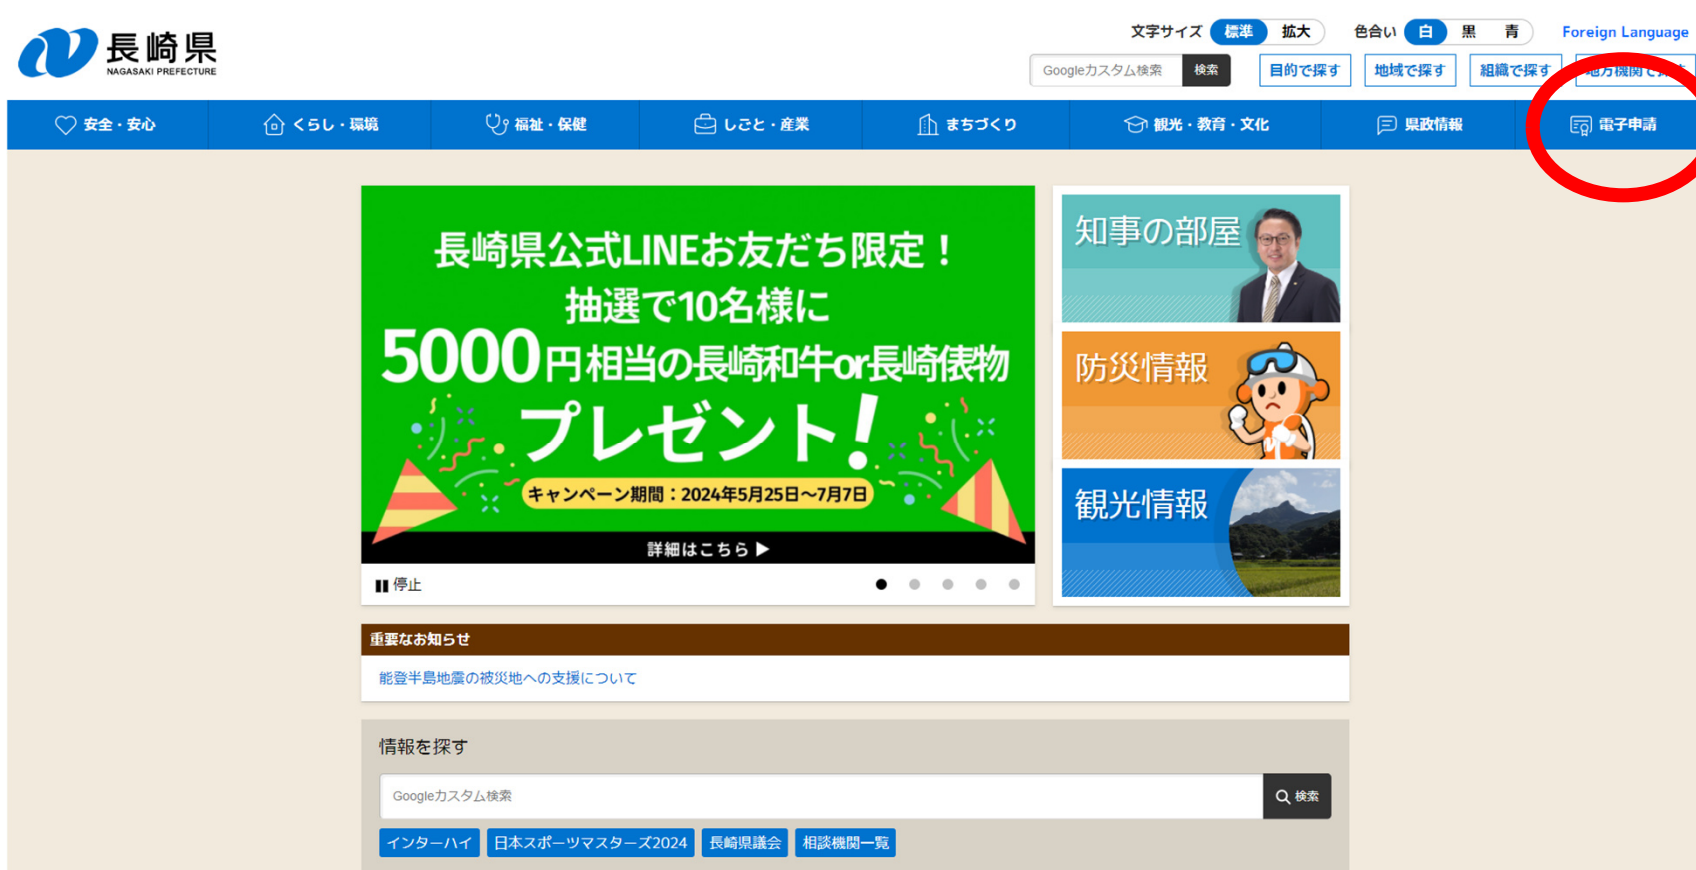 長崎県
NAGASAKI PREFECTURE
文字サイズ 標準 拡大 色合い 白 黒 青 Foreign Language
Googleカスタム検索 検索 目的で探す 地域で探す 組織で探す 地方機関で探す
安全・安心 くらし・環境 福祉・保健 しごと・産業 まちづくり 観光・教育・文化 県政情報 電子申請
長崎県公式LINEお友だち限定！
抽選で10名様に
5000円相当の長崎和牛or長崎俵物
プレゼント！
キャンペーン期間：2024年5月25日～7月7日
詳細はこちら ▶
停止
知事の部屋
防災情報
観光情報
重要なお知らせ
能登半島地震の被災地への支援について
情報を探す
Googleカスタム検索 検索
インターハイ 日本スポーツマスターズ2024 長崎県議会 相談機関一覧